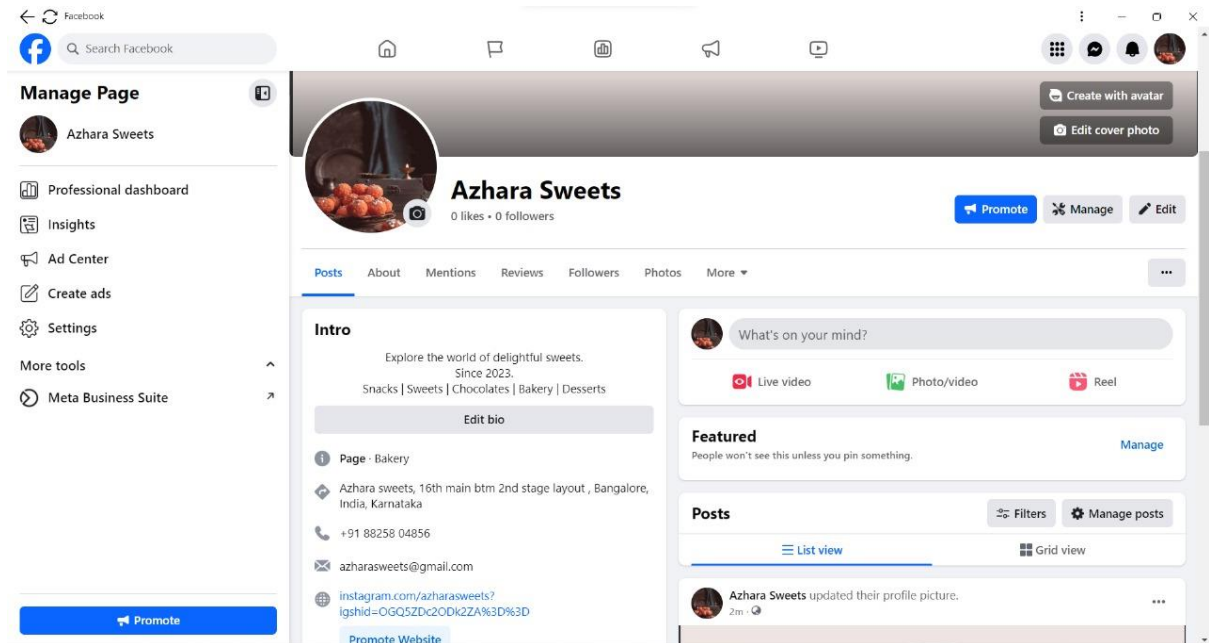 Facebook
Search Facebook
Manage Page
Azhara Sweets
Professional dashboard
Insights
Ad Center
Create ads
Settings
More tools
Meta Business Suite
Promote
Create with avatar
Edit cover photo
Azhara Sweets
0 likes • 0 followers
Promote
Manage
Edit
Posts
About
Mentions
Reviews
Followers
Photos
More
Intro
Explore the world of delightful sweets.
Since 2023.
Snacks | Sweets | Chocolates | Bakery | Desserts
Edit bio
Page · Bakery
Azhara sweets, 16th main btm 2nd stage layout , Bangalore,
India, Karnataka
+91 88258 04856
azharasweets@gmail.com
instagram.com/azharasweets?
igshid=OGQ5ZDc2ODk2ZA%3D%3D
Promote Website
What's on your mind?
Live video
Photo/video
Reel
Featured
People won't see this unless you pin something.
Manage
Posts
Filters
Manage posts
List view
Grid view
Azhara Sweets updated their profile picture.
2m ·